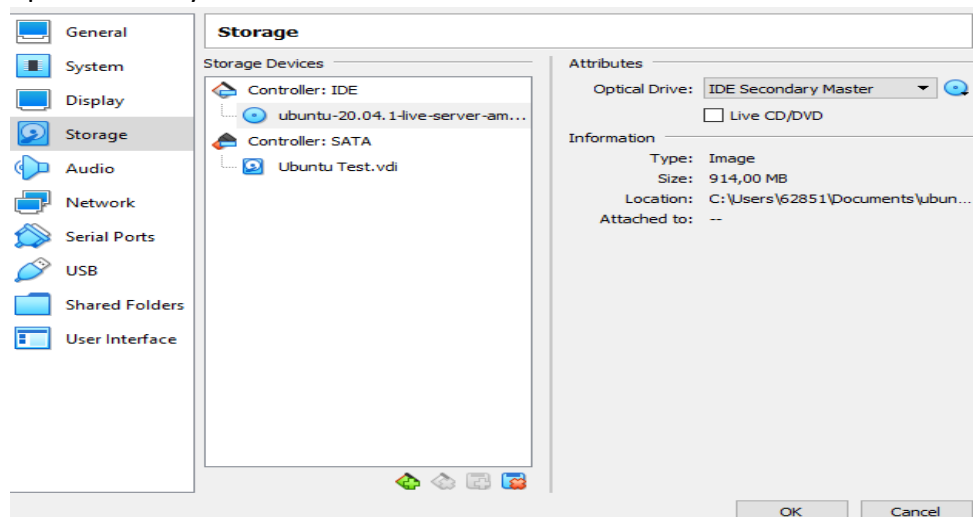 General
System
Display
Storage
Audio
Network
Serial Ports
USB
Shared Folders
User Interface
Storage
Storage Devices
Controller: IDE
ubuntu-20.04.1-live-server-am...
Controller: SATA
Ubuntu Test.vdi
Attributes
Optical Drive: IDE Secondary Master
Live CD/DVD
Information
Type: Image
Size: 914,00 MB
Location: C:\Users\62851\Documents\ubun...
Attached to: --
OK Cancel